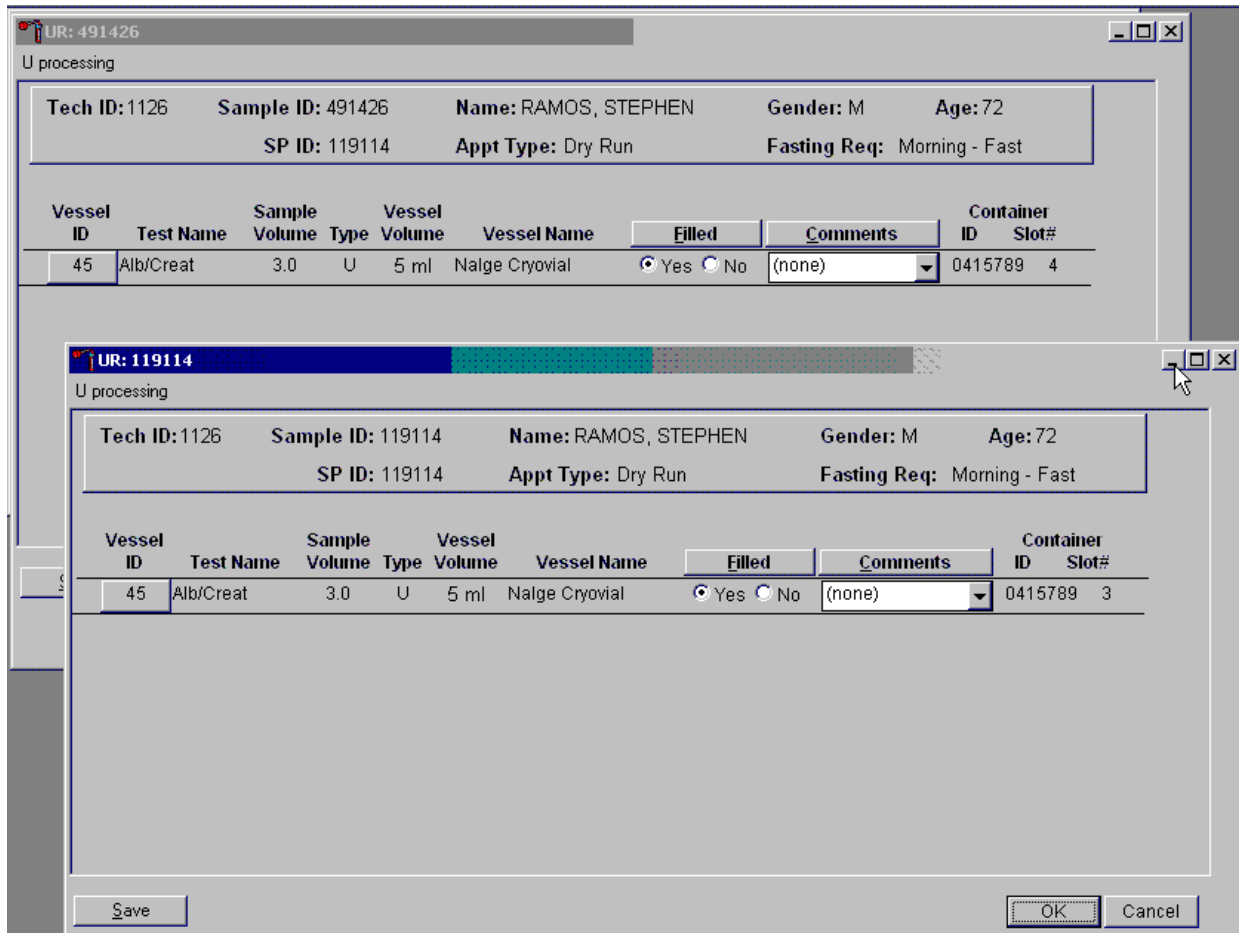 UR: 491426
U processing
Tech ID: 1126 Sample ID: 491426 Name: RAMOS, STEPHEN Gender: M Age: 72
SP ID: 119114 Appt Type: Dry Run Fasting Req: Morning - Fast
Vessel Sample Vessel Container
ID Test Name Volume Type Volume Vessel Name Filled Comments ID Slot#
45 Alb/Creat 3.0 U 5 ml Nalge Cryovial Yes No (none) 0415789 4
UR: 119114
U processing
Tech ID: 1126 Sample ID: 119114 Name: RAMOS, STEPHEN Gender: M Age: 72
SP ID: 119114 Appt Type: Dry Run Fasting Req: Morning - Fast
Vessel Sample Vessel Container
ID Test Name Volume Type Volume Vessel Name Filled Comments ID Slot#
45 Alb/Creat 3.0 U 5 ml Nalge Cryovial Yes No (none) 0415789 3
Save OK Cancel